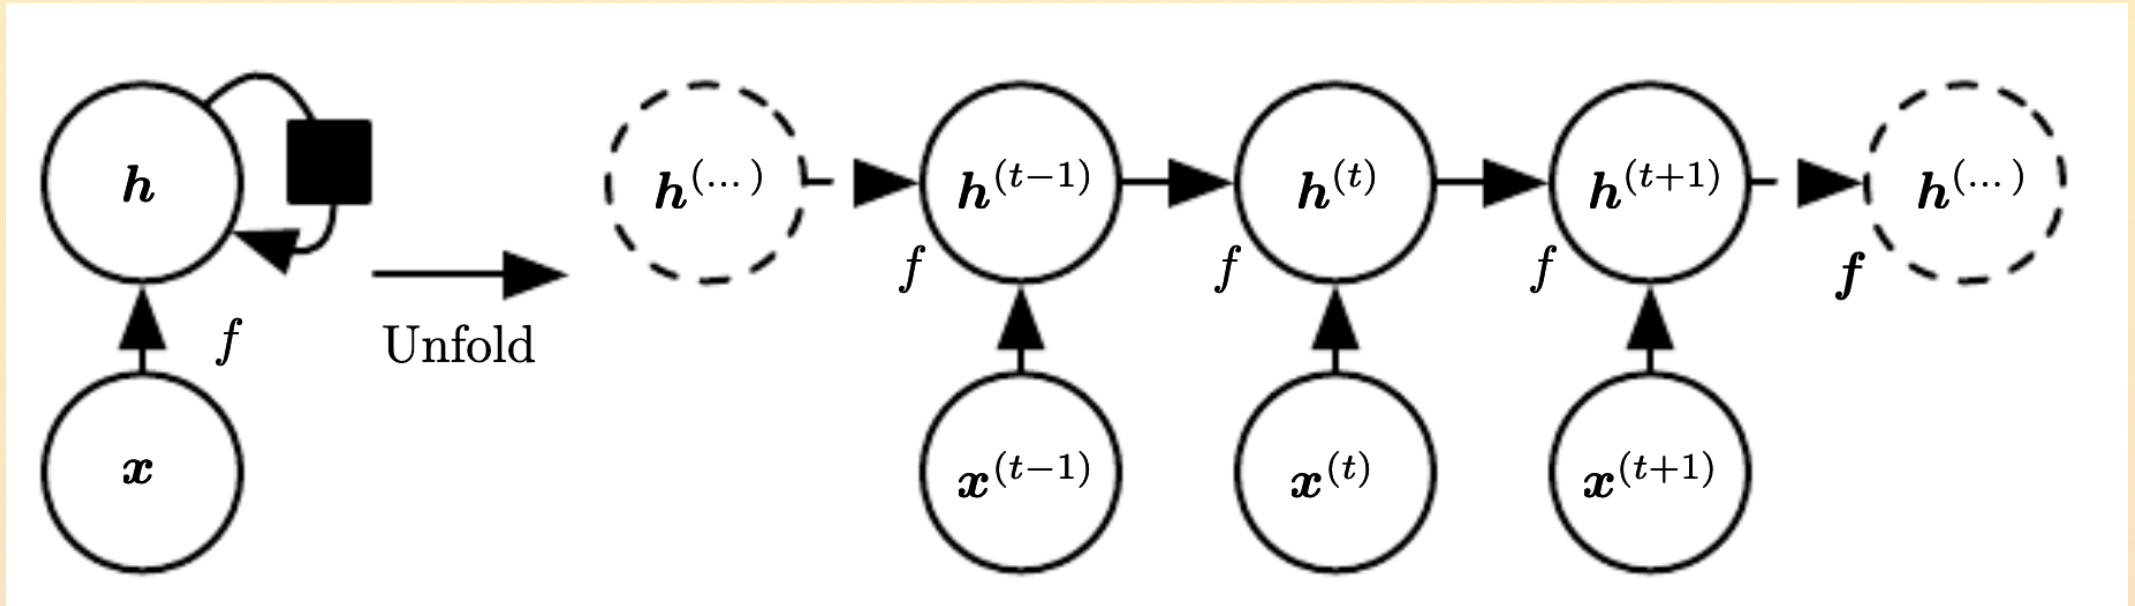 h h^(...) h^(t−1) h^(t) h^(t+1) h^(...)
f f f f
f Unfold
x x^(t−1) x^(t) x^(t+1)